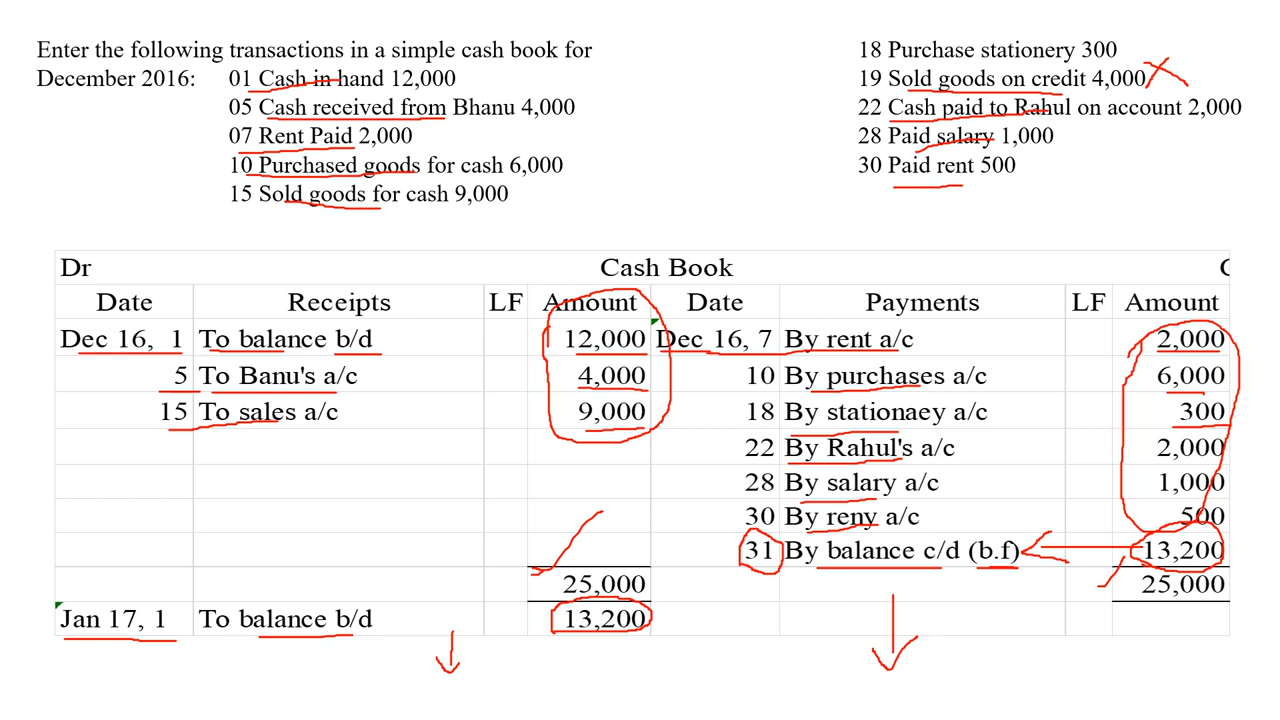 Enter the following transactions in a simple cash book for
December 2016: 01 Cash in hand 12,000
05 Cash received from Bhanu 4,000
07 Rent Paid 2,000
10 Purchased goods for cash 6,000
15 Sold goods for cash 9,000
18 Purchase stationery 300
19 Sold goods on credit 4,000
22 Cash paid to Rahul on account 2,000
28 Paid salary 1,000
30 Paid rent 500
Dr Cash Book C
Date Receipts LF Amount Date Payments LF Amount
Dec 16, 1 To balance b/d 12,000 Dec 16, 7 By rent a/c 2,000
5 To Banu's a/c 4,000 10 By purchases a/c 6,000
15 To sales a/c 9,000 18 By stationaey a/c 300
22 By Rahul's a/c 2,000
28 By salary a/c 1,000
30 By reny a/c 500
31 By balance c/d (b.f) 13,200
25,000 25,000
Jan 17, 1 To balance b/d 13,200